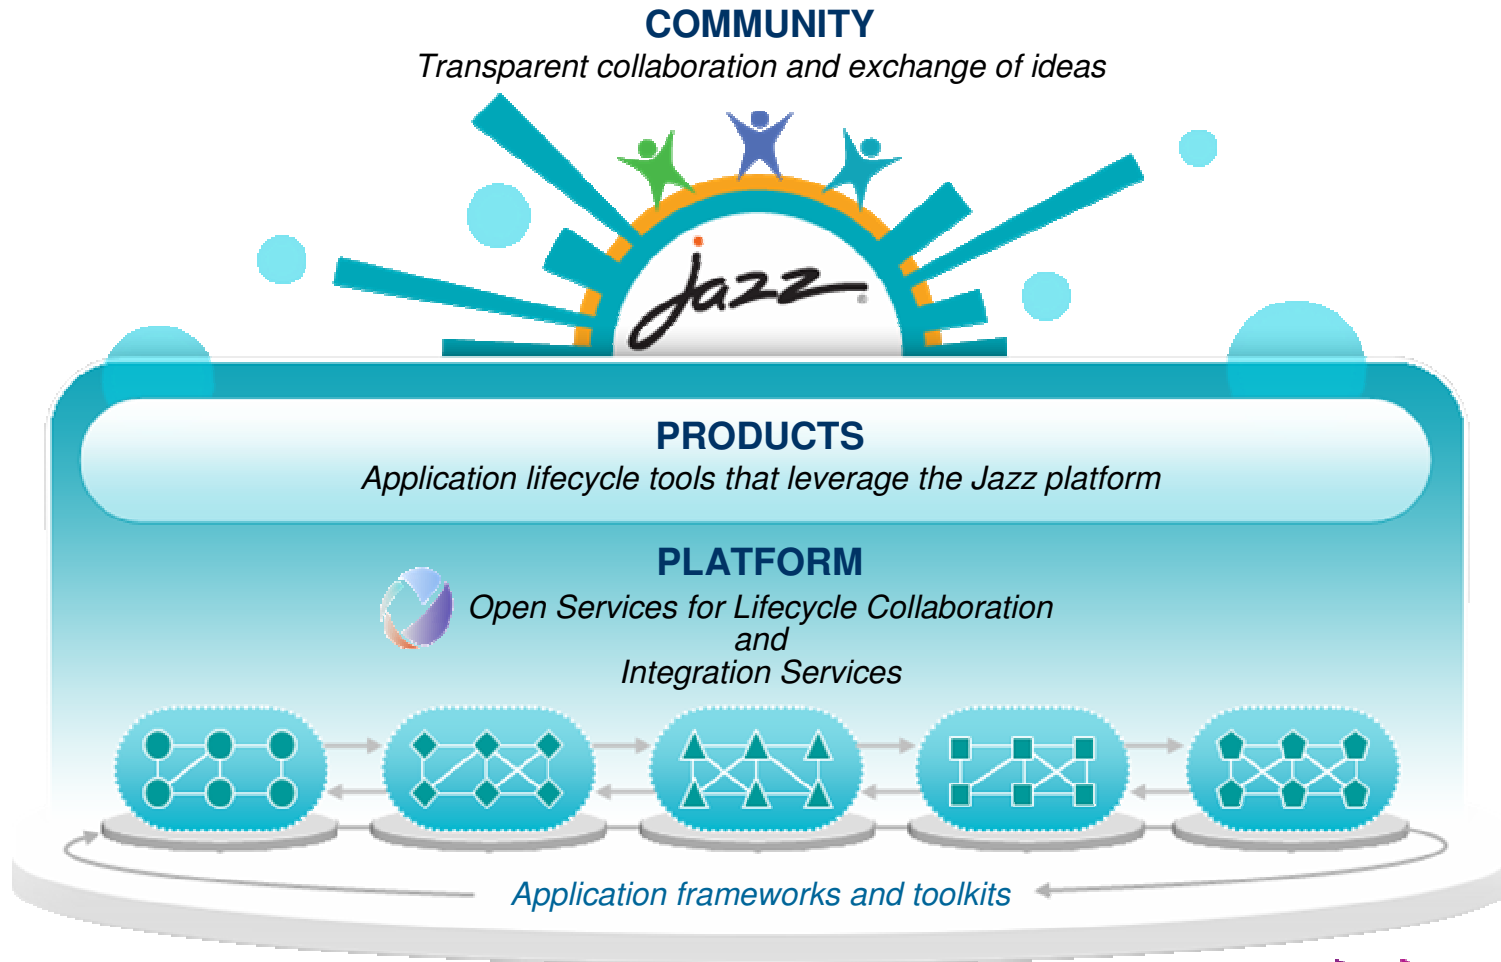 COMMUNITY
Transparent collaboration and exchange of ideas
jazz
PRODUCTS
Application lifecycle tools that leverage the Jazz platform
PLATFORM
Open Services for Lifecycle Collaboration
and
Integration Services
Application frameworks and toolkits